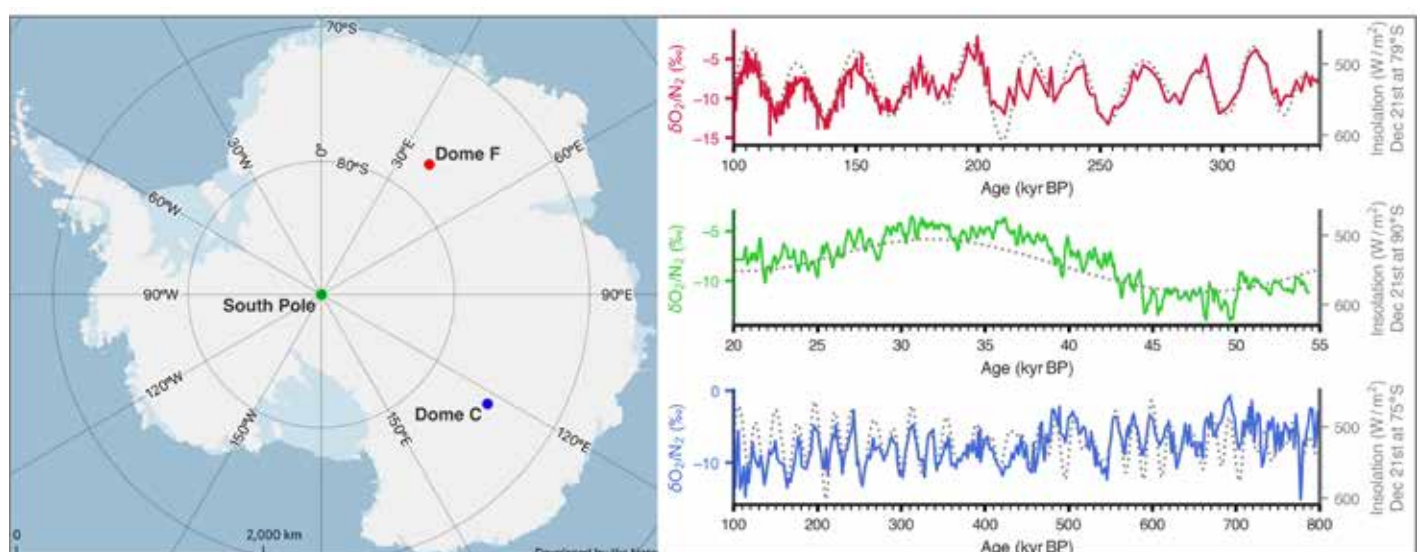 70°S
30°W
0
80°S
30°E
Dome F
60°E
60°W
90°W
South Pole
90°E
120°W
150°W
Dome C
150°E
120°E
0
2,000 km
δO₂/N₂ (‰)
−5
−10
−15
100
150
200
250
300
Age (kyr BP)
500
600
Insolation (W/m²)
Dec 21st at 79°S
δO₂/N₂ (‰)
−5
−10
20
25
30
35
40
45
50
55
Age (kyr BP)
500
600
Insolation (W/m²)
Dec 21st at 90°S
δO₂/N₂ (‰)
0
−10
100
200
300
400
500
600
700
800
Age (kyr BP)
500
600
Insolation (W/m²)
Dec 21st at 75°S